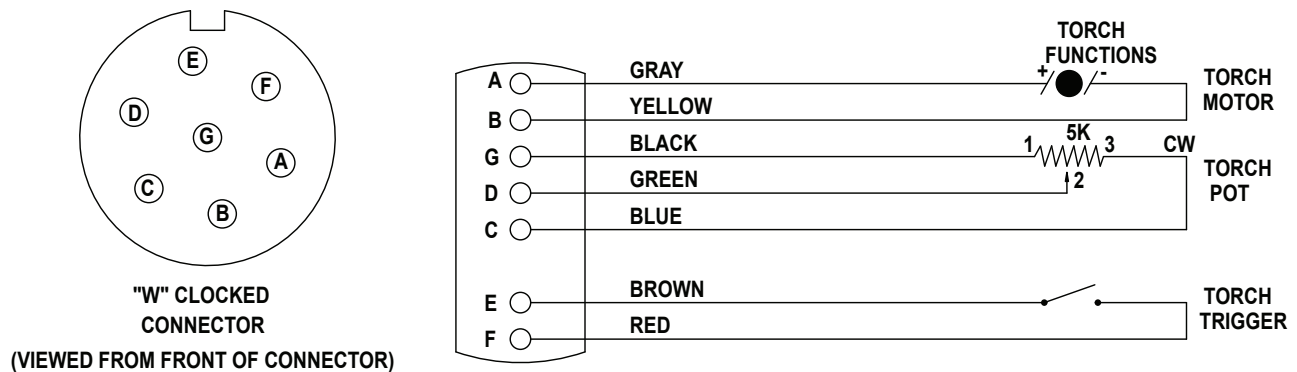 E
F
D
G
A
C
B
"W" CLOCKED
CONNECTOR
(VIEWED FROM FRONT OF CONNECTOR)
TORCH
FUNCTIONS
A GRAY + - TORCH
MOTOR
B YELLOW
G BLACK 1 5K 3 CW
TORCH
POT
D GREEN 2
C BLUE
E BROWN TORCH
TRIGGER
F RED